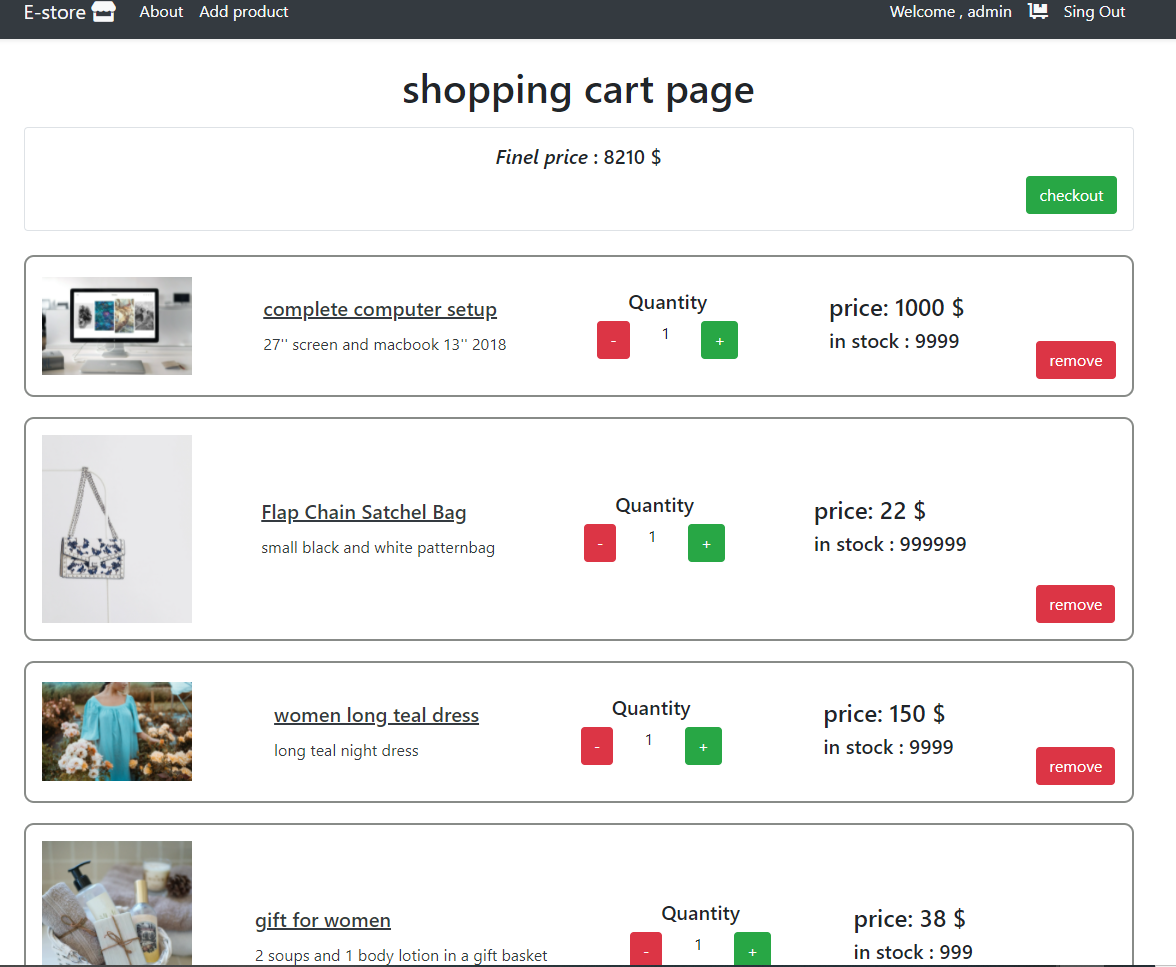 E-store About Add product Welcome , admin Sing Out
shopping cart page
Finel price : 8210 $
checkout
complete computer setup
27'' screen and macbook 13'' 2018
Quantity
- 1 +
price: 1000 $
in stock : 9999
remove
Flap Chain Satchel Bag
small black and white patternbag
Quantity
- 1 +
price: 22 $
in stock : 999999
remove
women long teal dress
long teal night dress
Quantity
- 1 +
price: 150 $
in stock : 9999
remove
gift for women
2 soups and 1 body lotion in a gift basket
Quantity
- 1 +
price: 38 $
in stock : 999